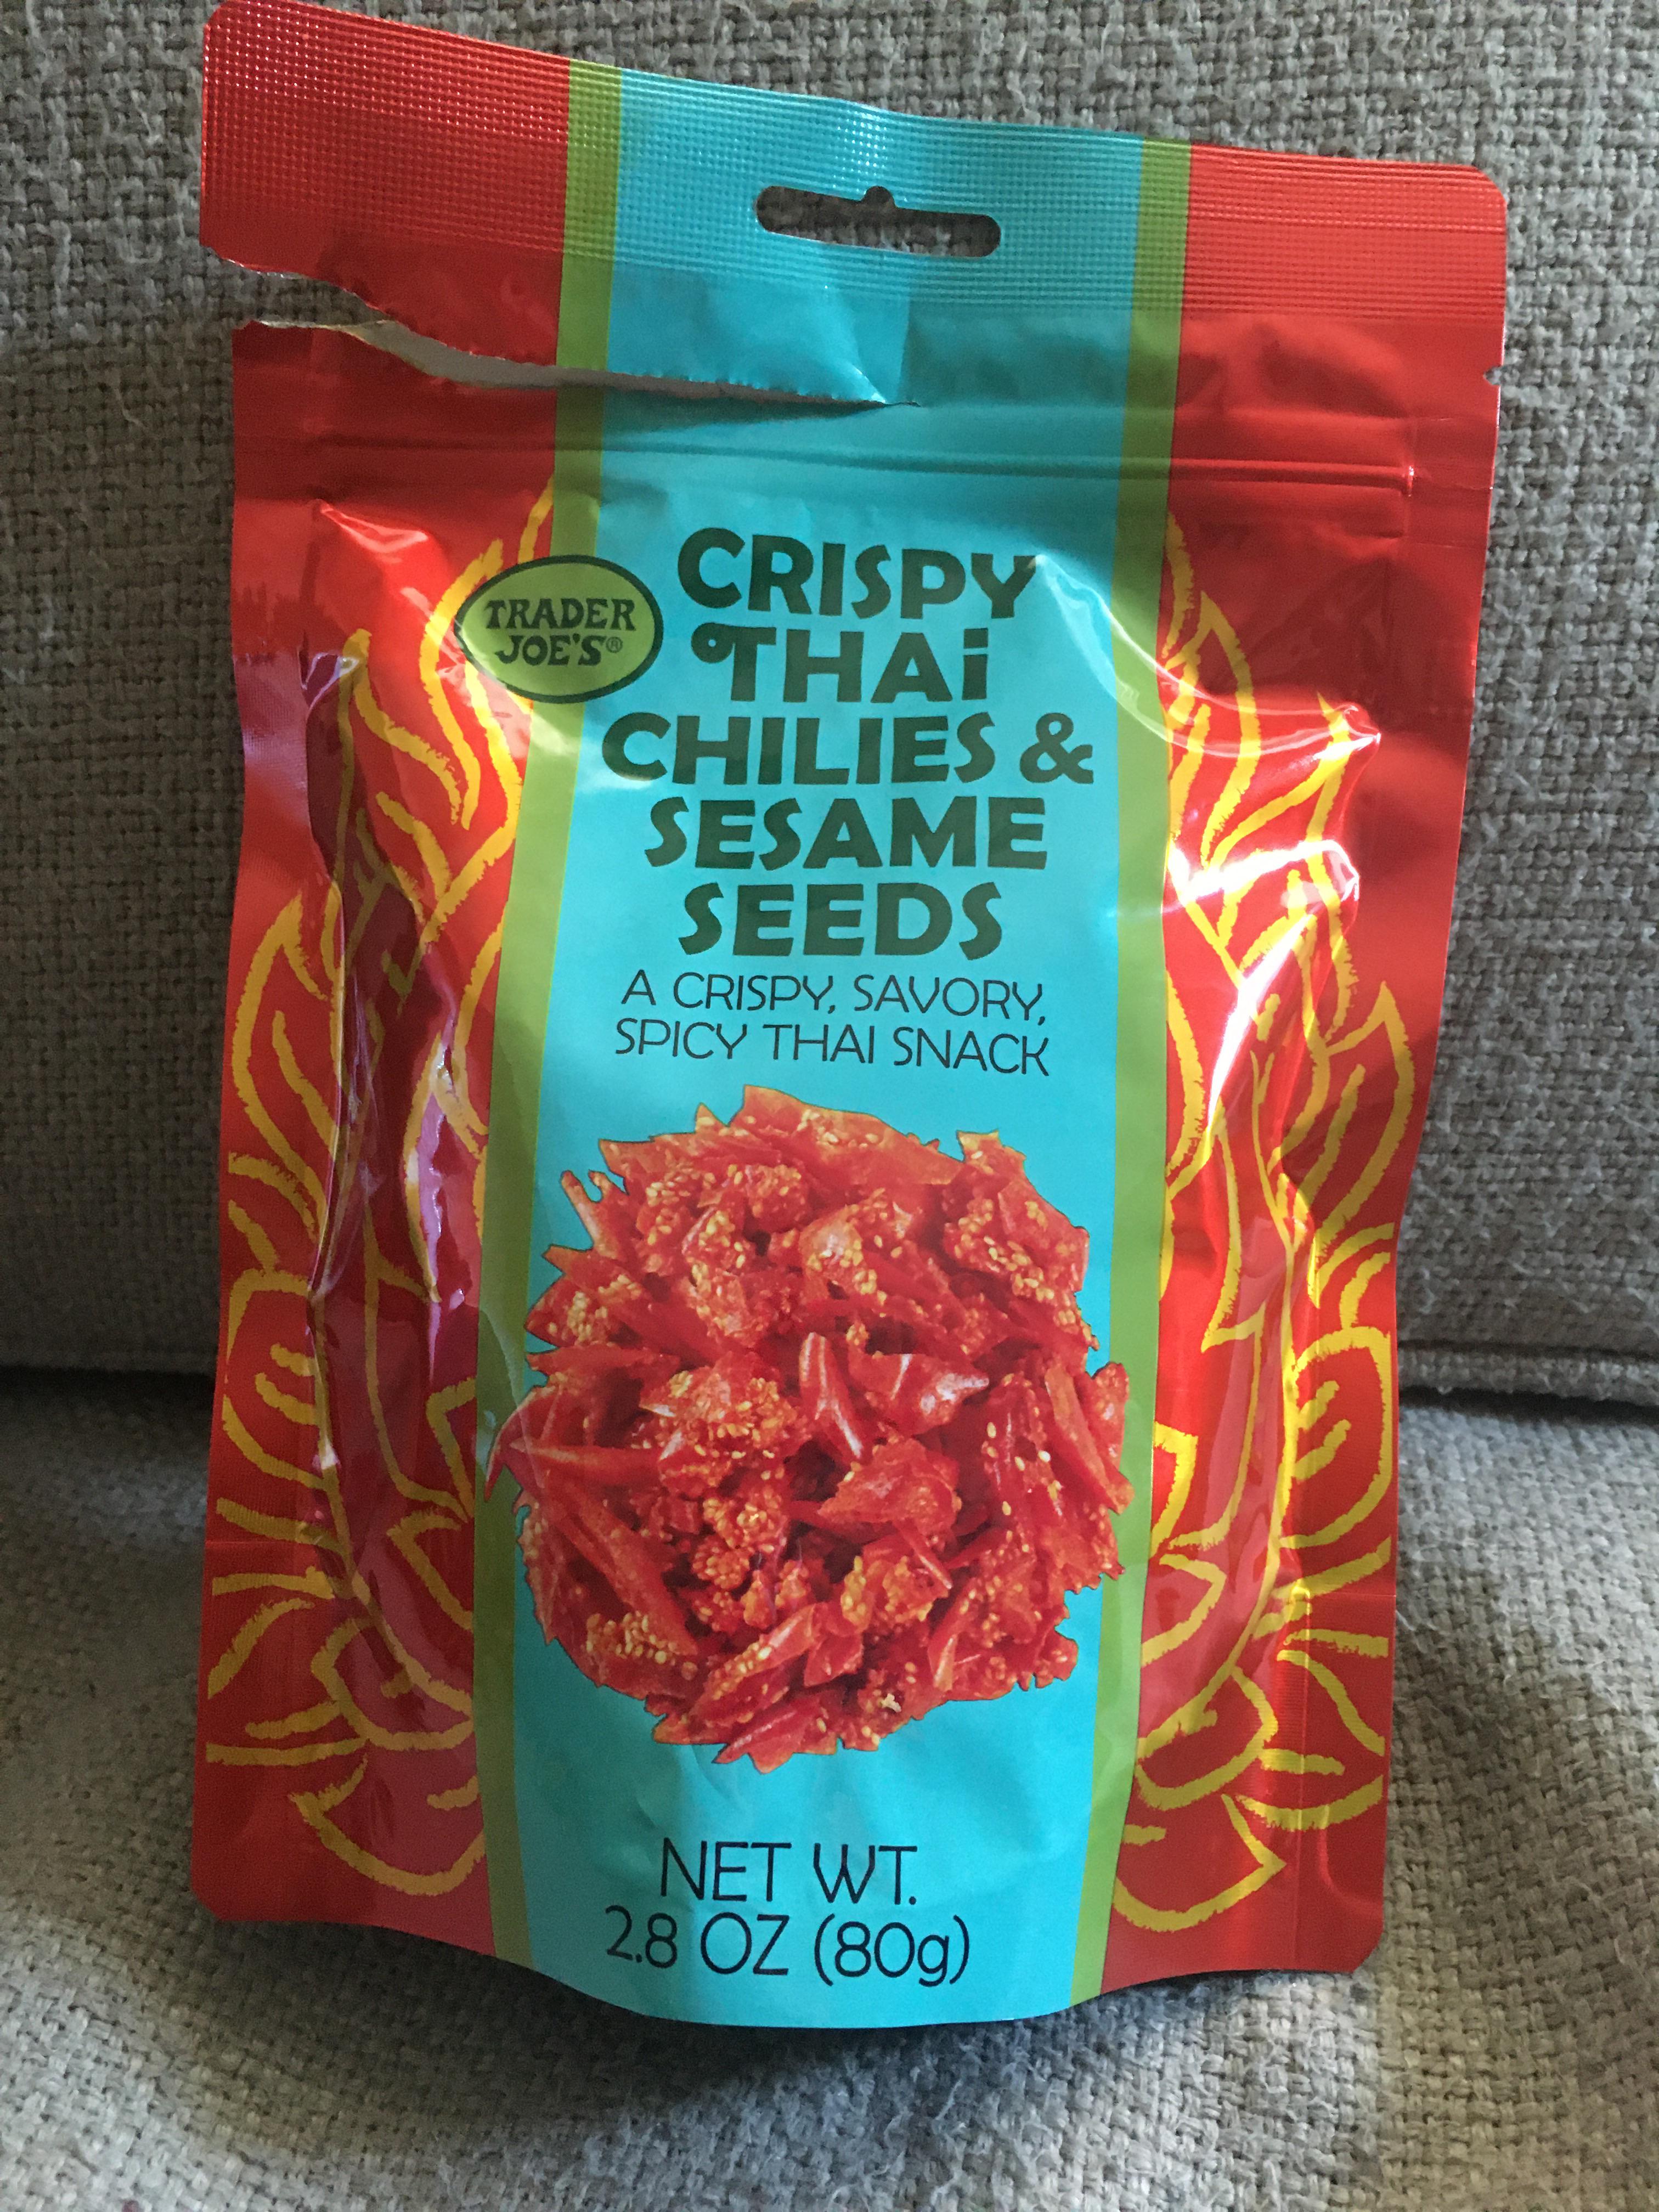 TRADER
JOE'S®
CRISPY
THAi
CHILIES &
SESAME
SEEDS
A CRISPY, SAVORY,
SPICY THAI SNACK
NET WT.
2.8 OZ (80g)